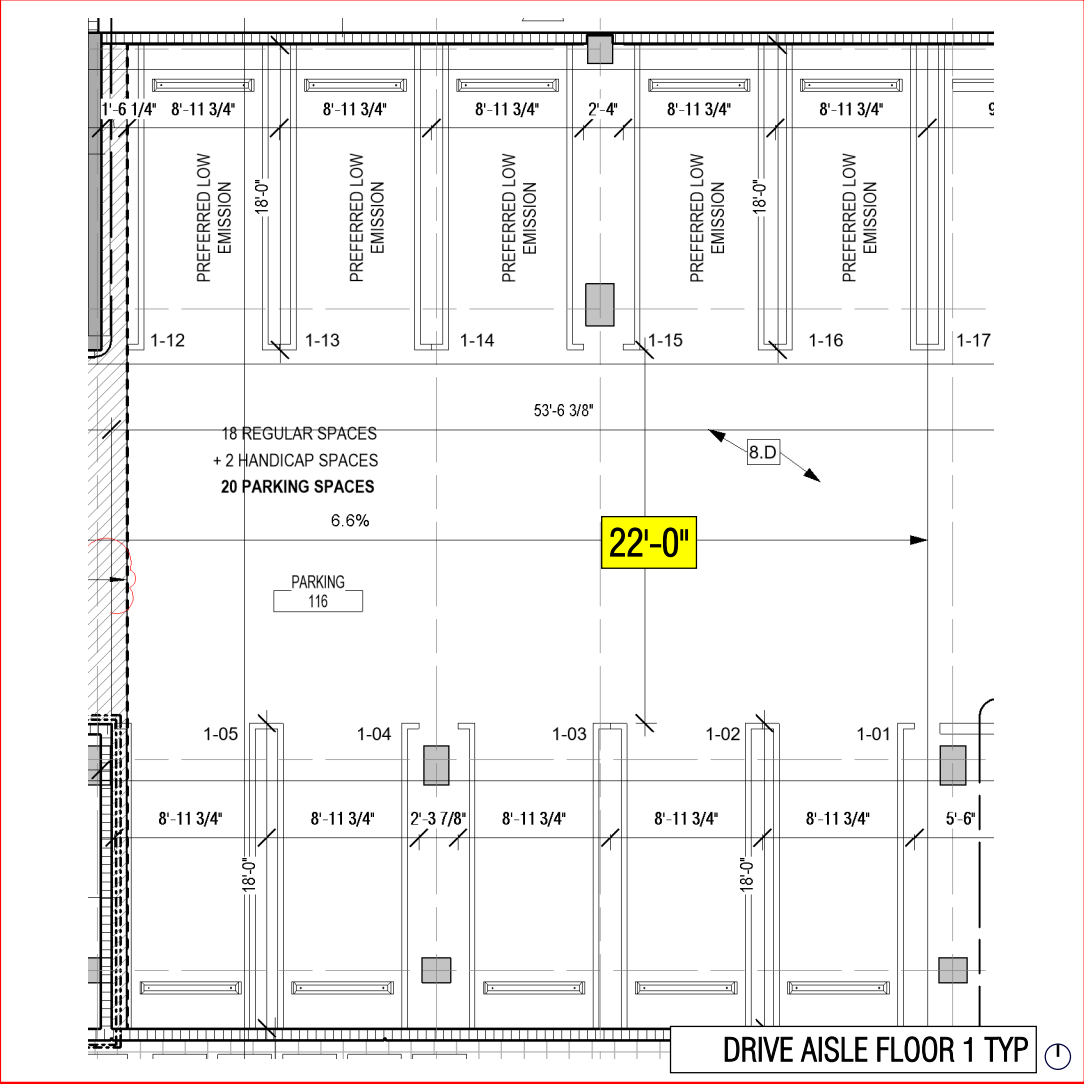 1'-6 1/4" 8'-11 3/4" 8'-11 3/4" 8'-11 3/4" 2'-4" 8'-11 3/4" 8'-11 3/4" 9
PREFERRED LOW
EMISSION
18'-0"
PREFERRED LOW
EMISSION
PREFERRED LOW
EMISSION
PREFERRED LOW
EMISSION
18'-0"
PREFERRED LOW
EMISSION
1-12 1-13 1-14 1-15 1-16 1-17
53'-6 3/8"
18 REGULAR SPACES
+ 2 HANDICAP SPACES
20 PARKING SPACES
8.D
6.6%
22'-0"
PARKING
116
1-05 1-04 1-03 1-02 1-01
8'-11 3/4" 8'-11 3/4" 2'-3 7/8" 8'-11 3/4" 8'-11 3/4" 8'-11 3/4" 5'-6"
18'-0" 18'-0"
DRIVE AISLE FLOOR 1 TYP